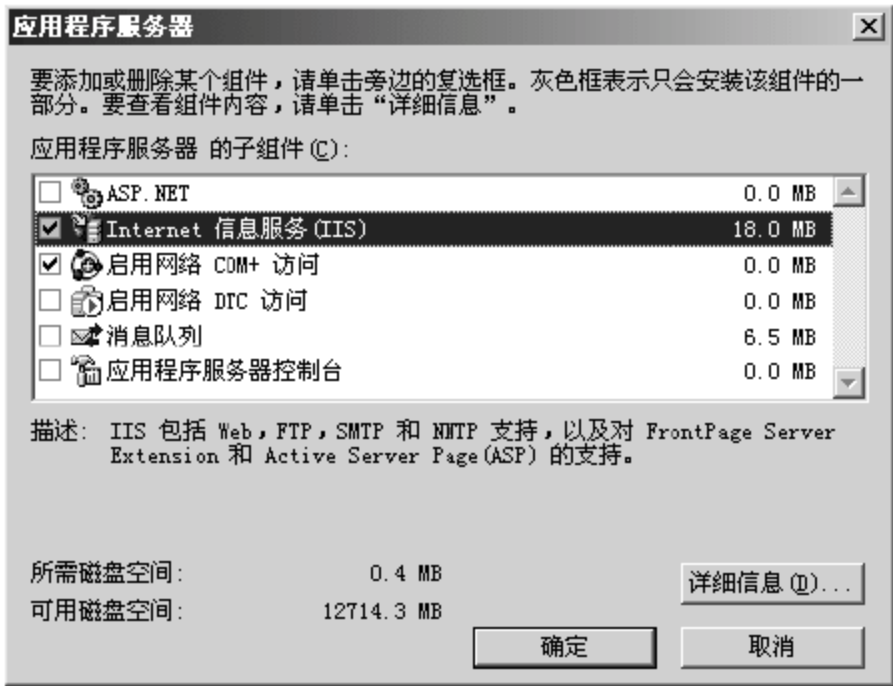 应用程序服务器
要添加或删除某个组件，请单击旁边的复选框。灰色框表示只会安装该组件的一
部分。要查看组件内容，请单击“详细信息”。
应用程序服务器 的子组件(C):
ASP.NET 0.0 MB
Internet 信息服务(IIS) 18.0 MB
启用网络 COM+ 访问 0.0 MB
启用网络 DTC 访问 0.0 MB
消息队列 6.5 MB
应用程序服务器控制台 0.0 MB
描述: IIS 包括 Web，FTP，SMTP 和 NNTP 支持，以及对 FrontPage Server
Extension 和 Active Server Page(ASP) 的支持。
所需磁盘空间: 0.4 MB
详细信息(D)...
可用磁盘空间: 12714.3 MB
确定 取消